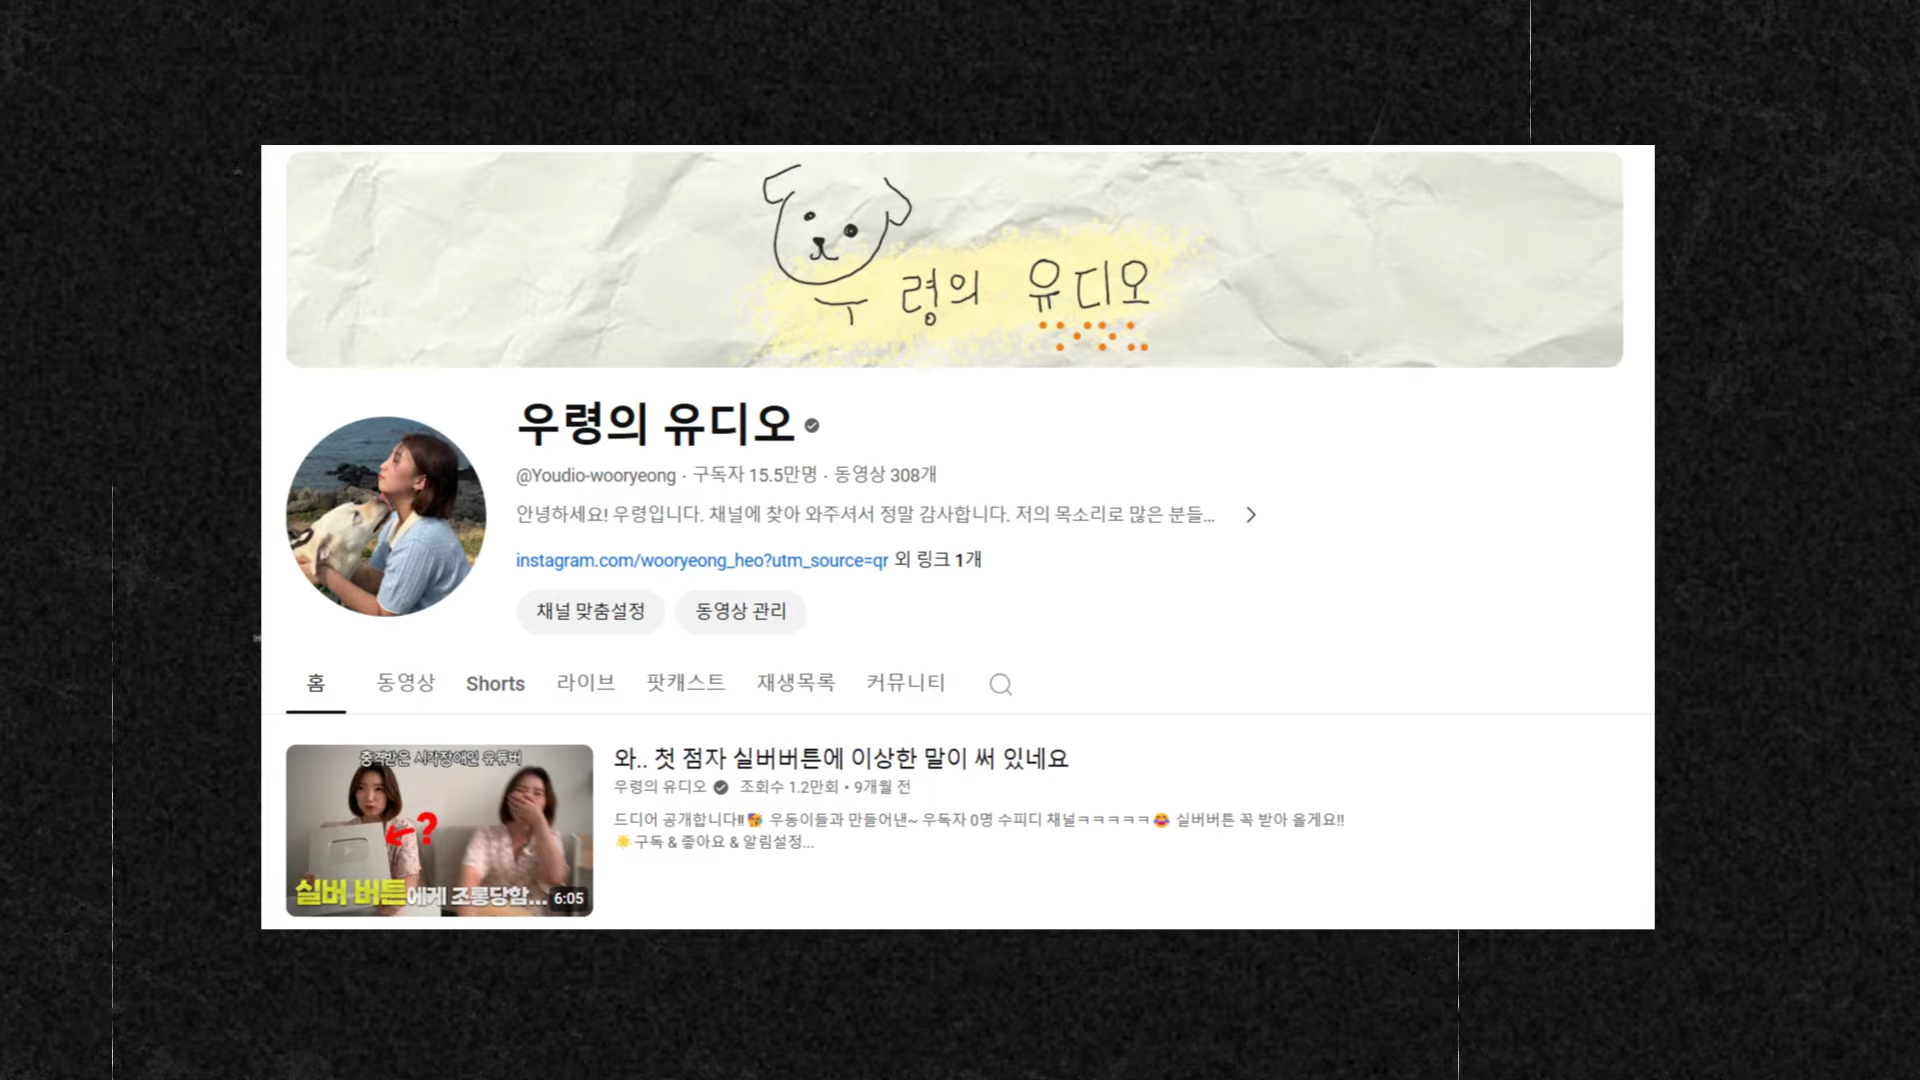 우령의 유디오
우령의 유디오
@Youdio-wooryeong · 구독자 15.5만명 · 동영상 308개
안녕하세요! 우령입니다. 채널에 찾아 와주셔서 정말 감사합니다. 저의 목소리로 많은 분들...
instagram.com/wooryeong_heo?utm_source=qr 외 링크 1개
채널 맞춤설정 동영상 관리
홈 동영상 Shorts 라이브 팟캐스트 재생목록 커뮤니티
충격받은 시각장애인 유튜버
?
실버 버튼에게 조롱당함...
6:05
와.. 첫 점자 실버버튼에 이상한 말이 써 있네요
우령의 유디오 조회수 1.2만회 • 9개월 전
드디어 공개합니다!!🥳 우동이들과 만들어낸~ 우독자 0명 수피디 채널ㅋㅋㅋㅋㅋ😂 실버버튼 꼭 받아 올게요!!
🌟 구독 & 좋아요 & 알림설정...